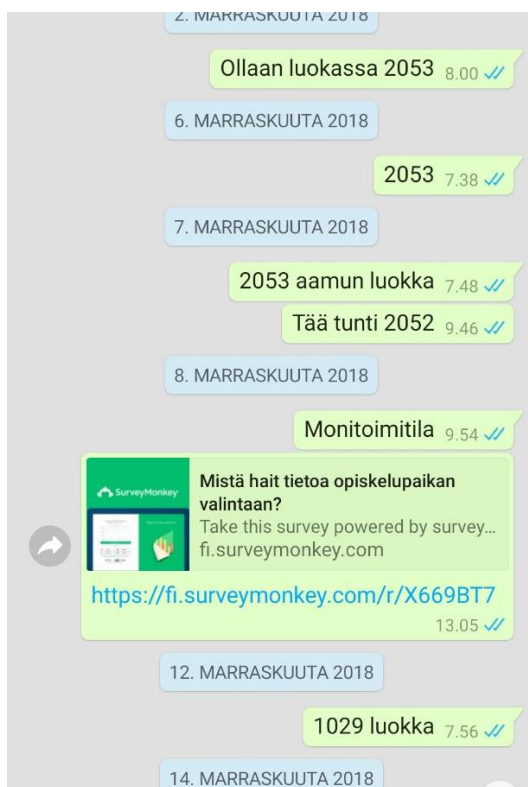 2. MARRASKUUTA 2018
Ollaan luokassa 2053 8.00
6. MARRASKUUTA 2018
2053 7.38
7. MARRASKUUTA 2018
2053 aamun luokka 7.48
Tää tunti 2052 9.46
8. MARRASKUUTA 2018
Monitoimitila 9.54
SurveyMonkey
Mistä hait tietoa opiskelupaikan
valintaan?
Take this survey powered by survey...
fi.surveymonkey.com
https://fi.surveymonkey.com/r/X669BT7
13.05
12. MARRASKUUTA 2018
1029 luokka 7.56
14. MARRASKUUTA 2018